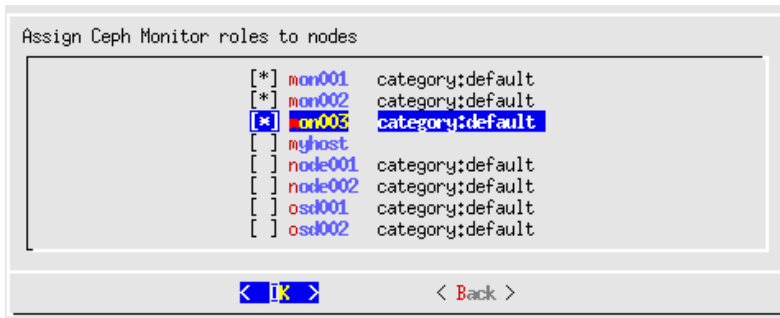 Assign Ceph Monitor roles to nodes
[*] mon001 category:default
[*] mon002 category:default
[*] mon003 category:default
[ ] myhost
[ ] node001 category:default
[ ] node002 category:default
[ ] osd001 category:default
[ ] osd002 category:default
< OK > < Back >